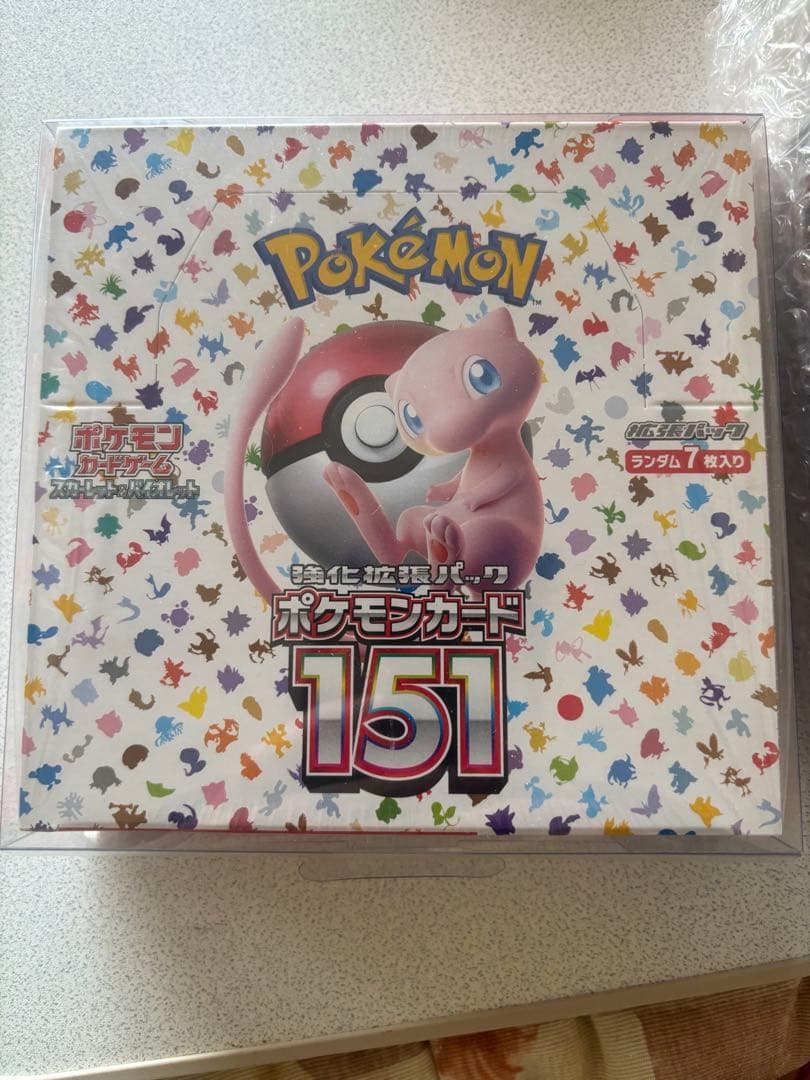 POKéMON
TM
ポケモン
カードゲーム
スカーレット&バイオレット
拡張パック
ランダム7枚入り
強化拡張パック
ポケモンカード
151